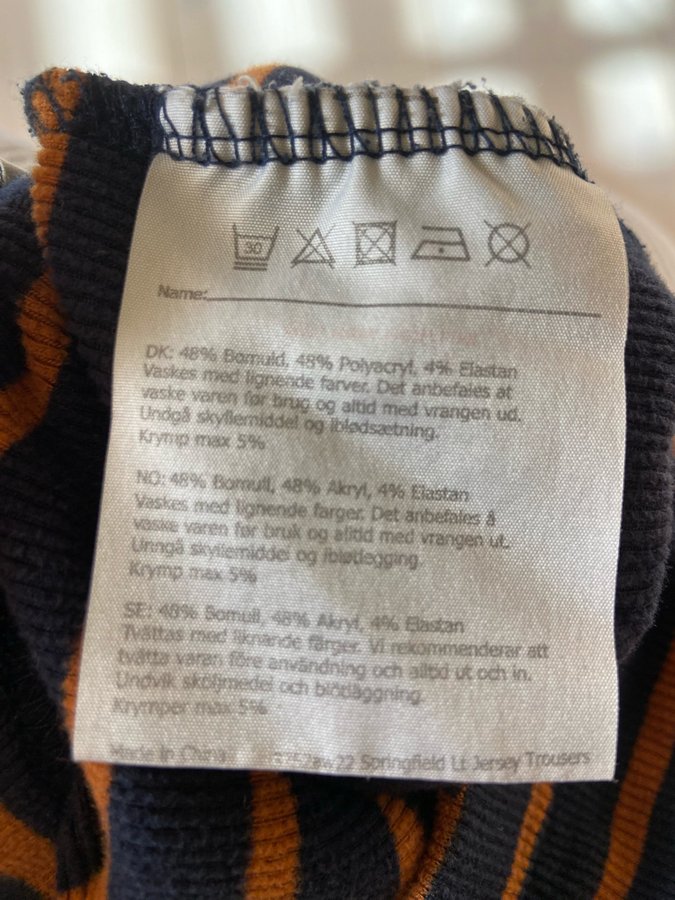 30
Name:
DK: 48% Bomuld, 48% Polyacryl, 4% Elastan
Vaskes med lignende farver. Det anbefales at
vaske varen før brug og altid med vrangen ud.
Undgå skyllemiddel og iblødsætning.
Krymp max 5%
NO: 48% Bomull, 48% Akryl, 4% Elastan
Vaskes med lignende farger. Det anbefales å
vaske varen før bruk og alltid med vrangen ut.
Unngå skyllemiddel og bløtlegging.
Krymp max 5%
SE: 48% Bomull, 48% Akryl, 4% Elastan
Tvättas med liknande färger. Vi rekommenderar att
tvätta varan före användning och alltid ut och in.
Undvik sköljmedel och blötläggning.
Krymper max 5%
Made in China Springfield Lt Jersey Trousers